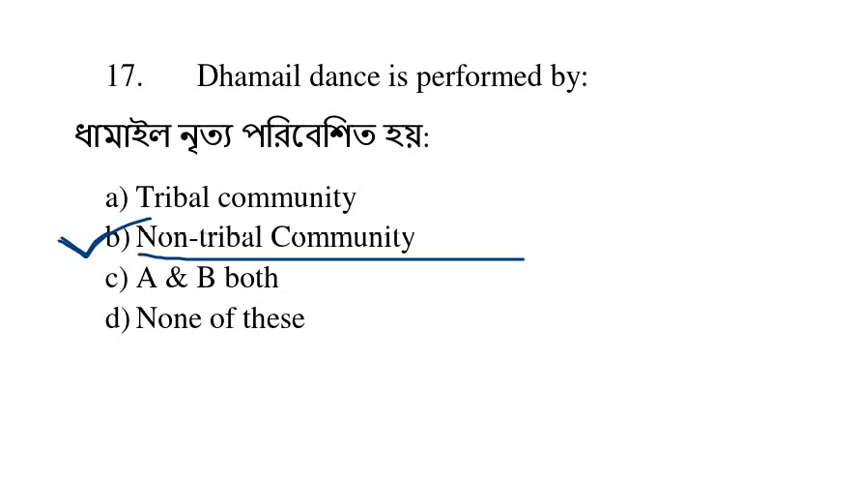 17. Dhamail dance is performed by:
ধামাইল নৃত্য পরিবেশিত হয়:
a) Tribal community
b) Non-tribal Community
c) A & B both
d) None of these